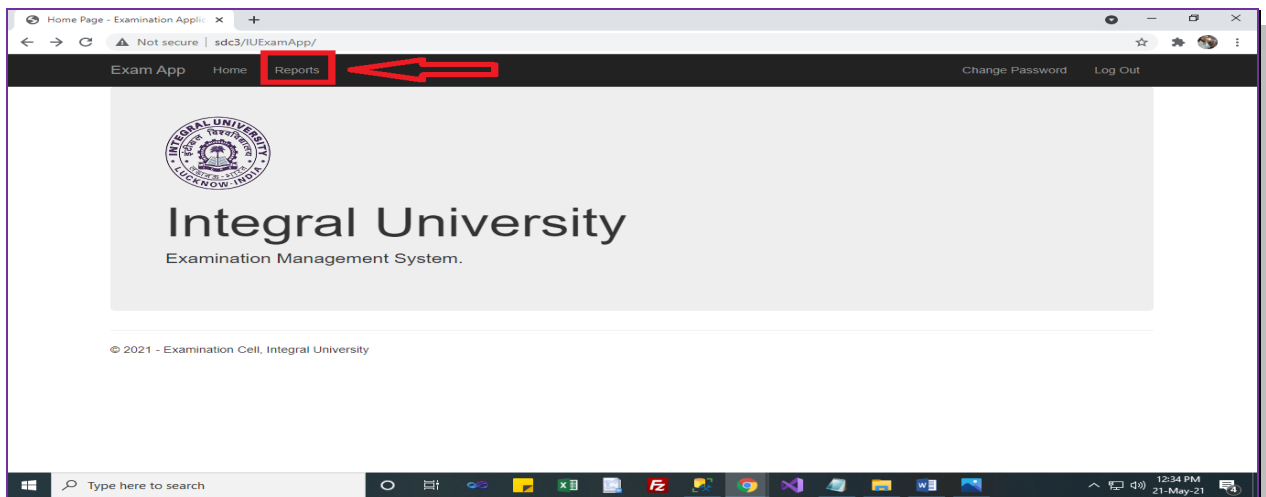 Home Page - Examination Applic
Not secure | sdc3/IUExamApp/
Exam App Home Reports Change Password Log Out
INTEGRAL UNIVERSITY
LUCKNOW-INDIA
Integral University
Examination Management System.
© 2021 - Examination Cell, Integral University
Type here to search
12:34 PM
21-May-21
4